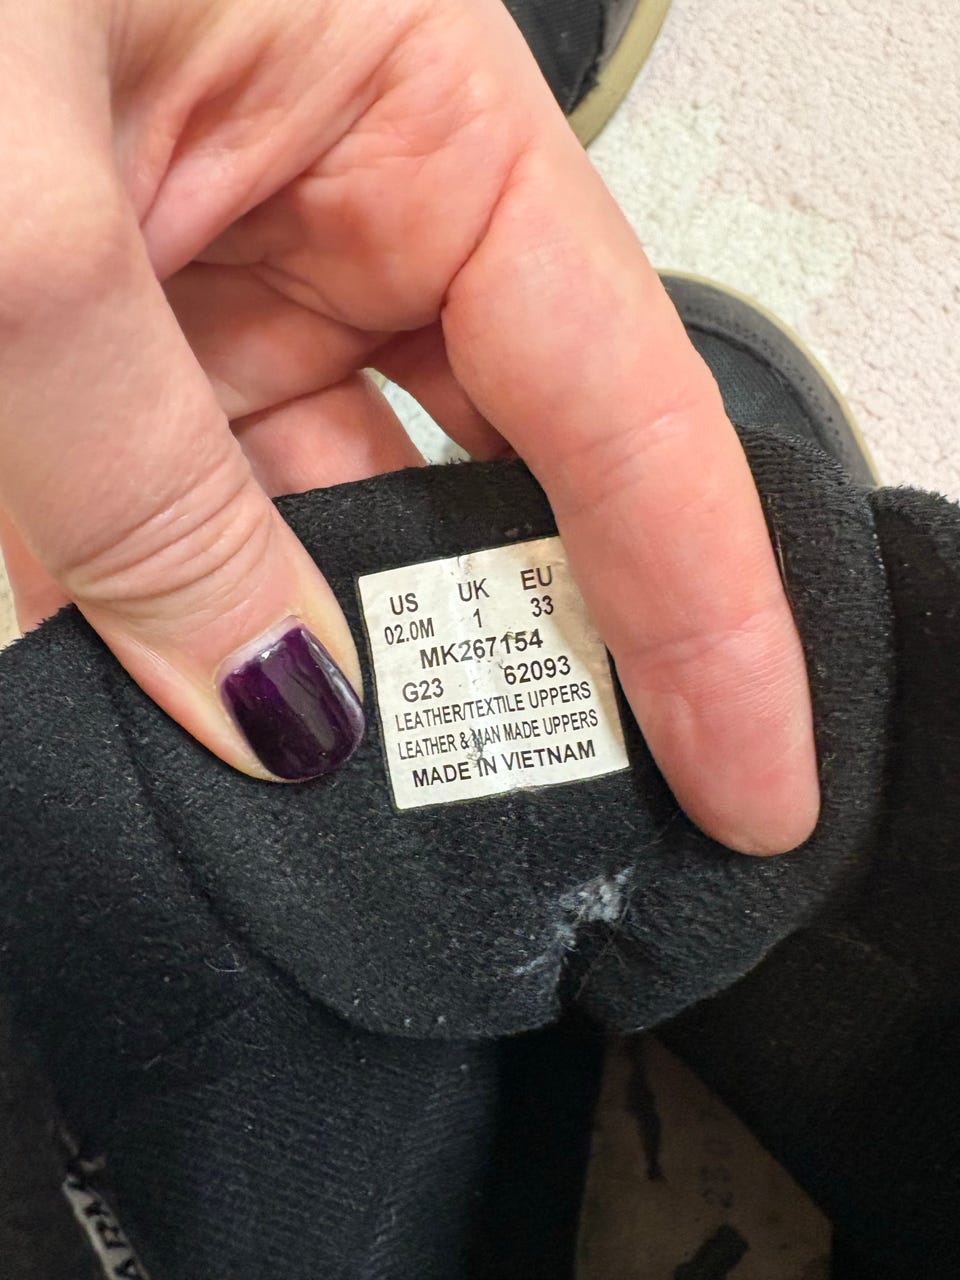 US UK EU
02.0M 1 33
MK267154
G23 62093
LEATHER/TEXTILE UPPERS
LEATHER & MAN MADE UPPERS
MADE IN VIETNAM